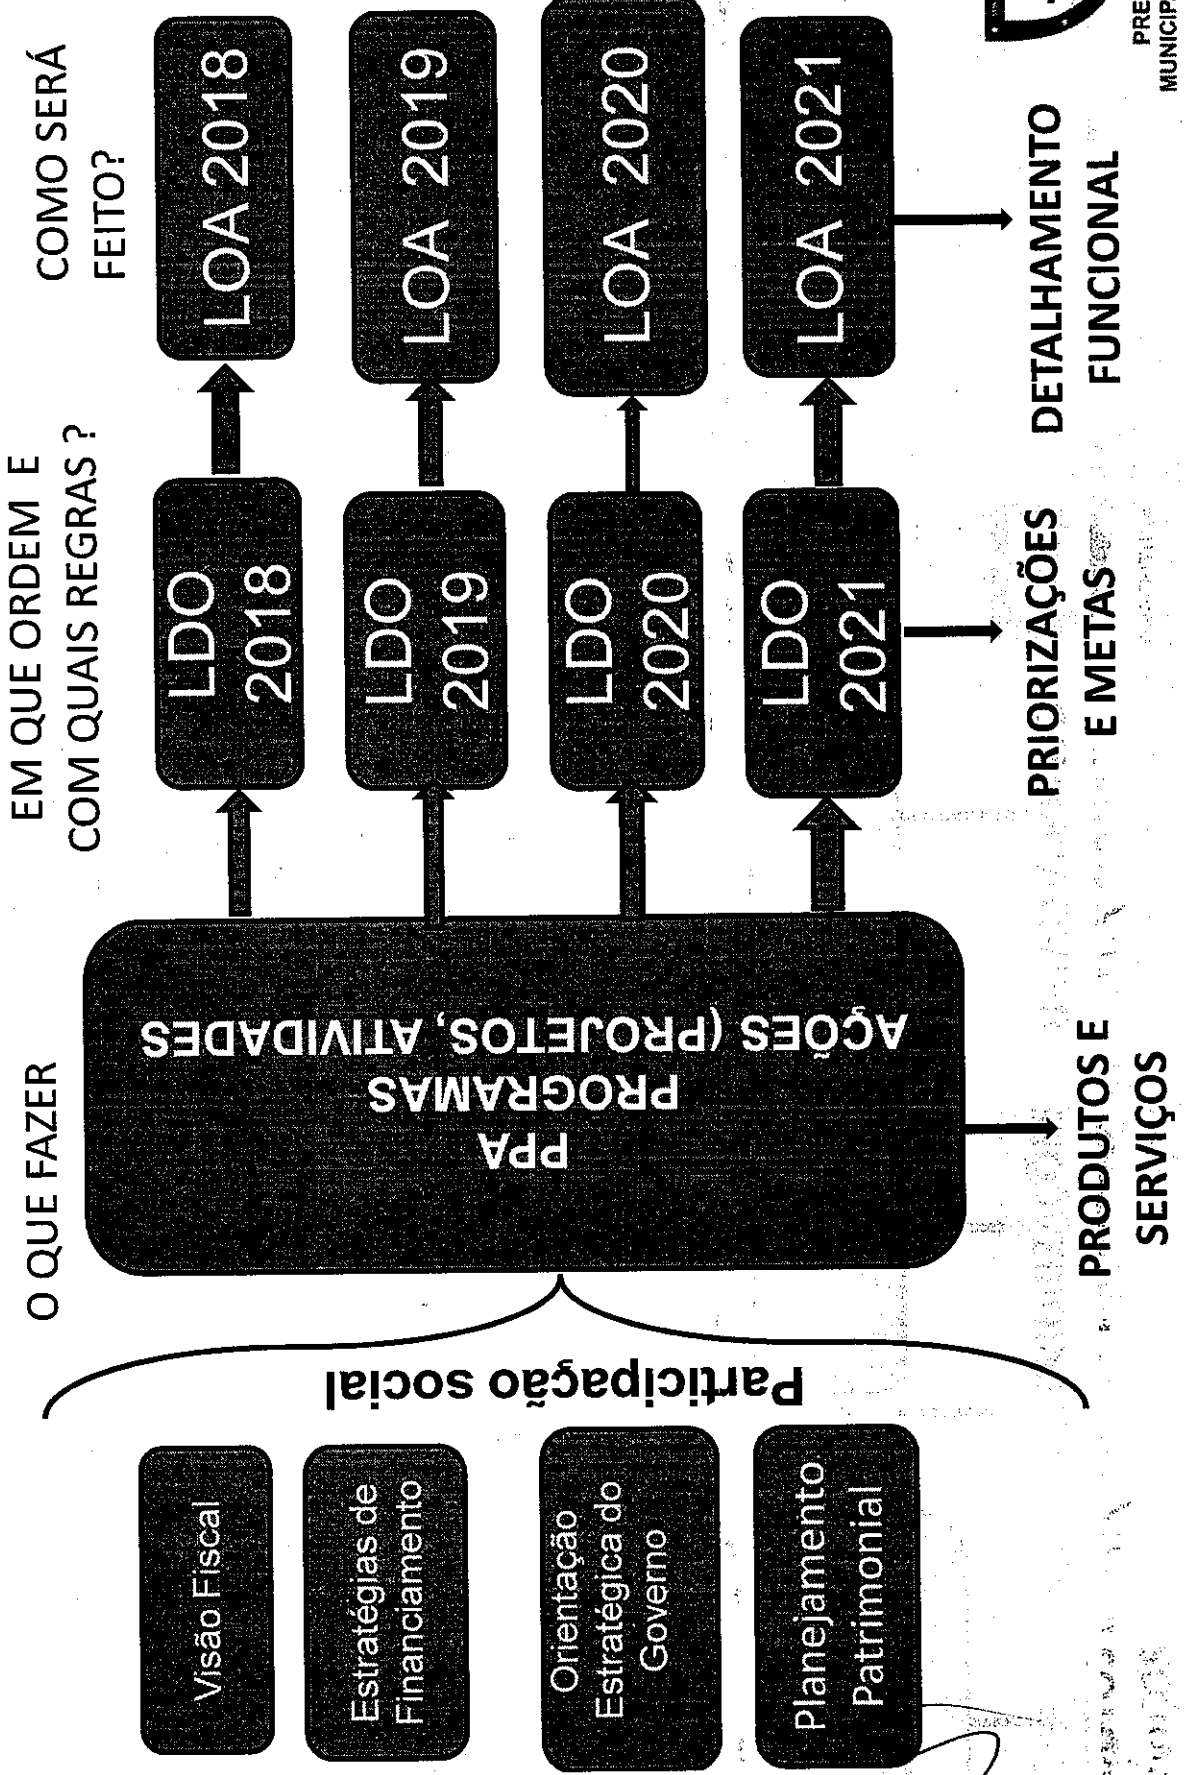 O QUE FAZER
EM QUE ORDEM E
COM QUAIS REGRAS ?
COMO SERÁ
FEITO?
Visão Fiscal
Estratégias de
Financiamento
Orientação
Estratégica do
Governo
Planejamento
Patrimonial
Participação social
PPA
PROGRAMAS
AÇÕES (PROJETOS, ATIVIDADES
LDO
2018
LOA 2018
LDO
2019
LOA 2019
LDO
2020
LOA 2020
LDO
2021
LOA 2021
PRODUTOS E
SERVIÇOS
PRIORIZAÇÕES
E METAS
DETALHAMENTO
FUNCIONAL
PRE
MUNICIP